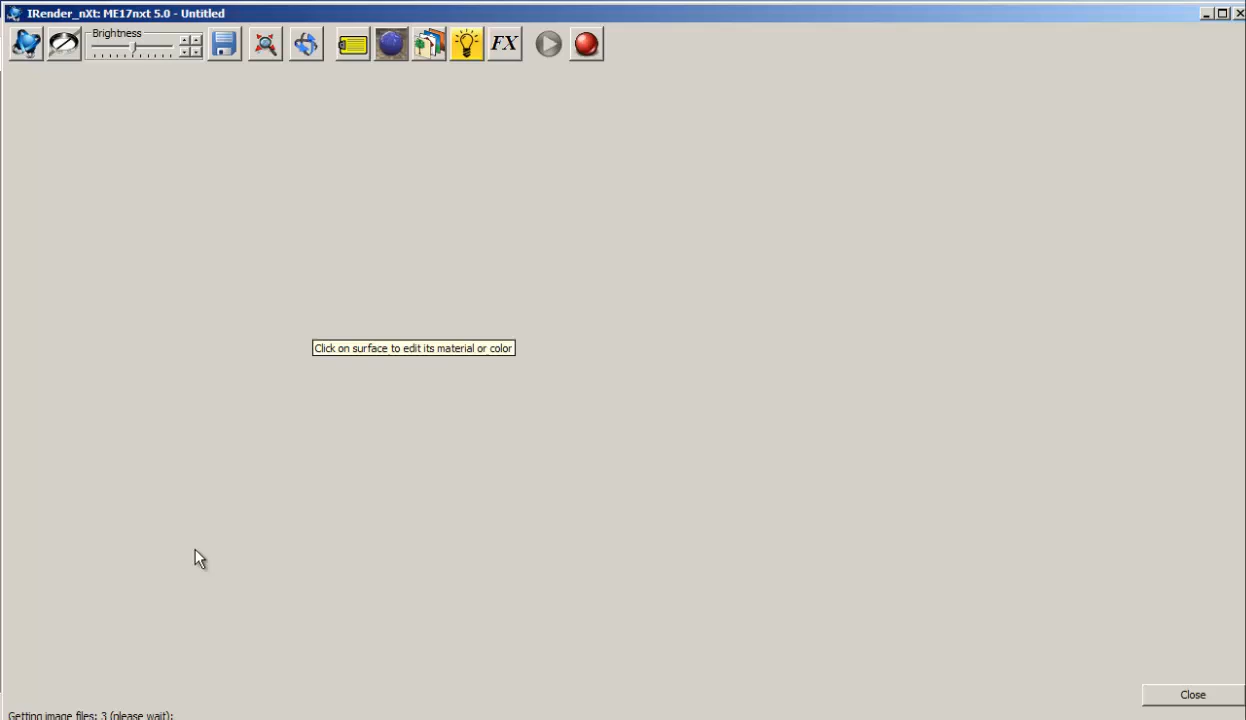 IRender_nXt: ME17nxt 5.0 - Untitled
Brightness
FX
Click on surface to edit its material or color
Close
Getting image files: 3 (please wait):